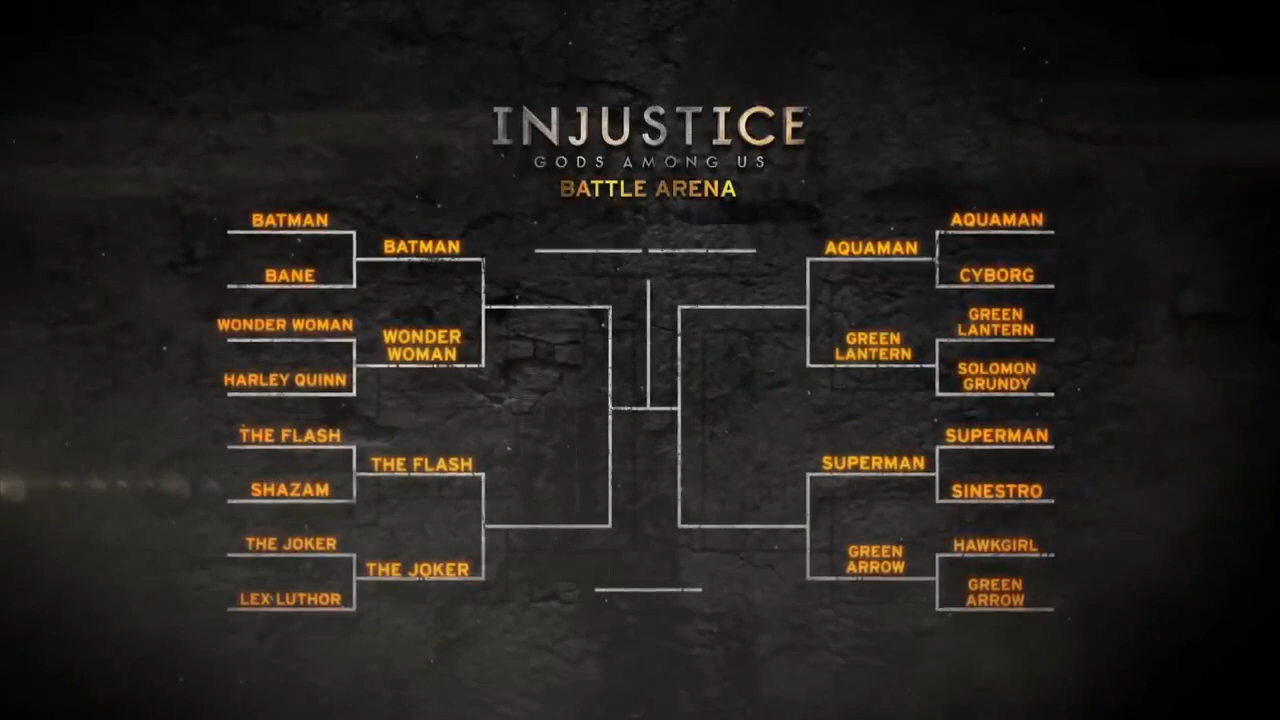 INJUSTICE
GODS AMONG US
BATTLE ARENA
BATMAN
BANE
WONDER WOMAN
HARLEY QUINN
THE FLASH
SHAZAM
THE JOKER
LEX LUTHOR
BATMAN
WONDER
WOMAN
THE FLASH
THE JOKER
AQUAMAN
GREEN
LANTERN
SUPERMAN
GREEN
ARROW
AQUAMAN
CYBORG
GREEN
LANTERN
SOLOMON
GRUNDY
SUPERMAN
SINESTRO
HAWKGIRL
GREEN
ARROW